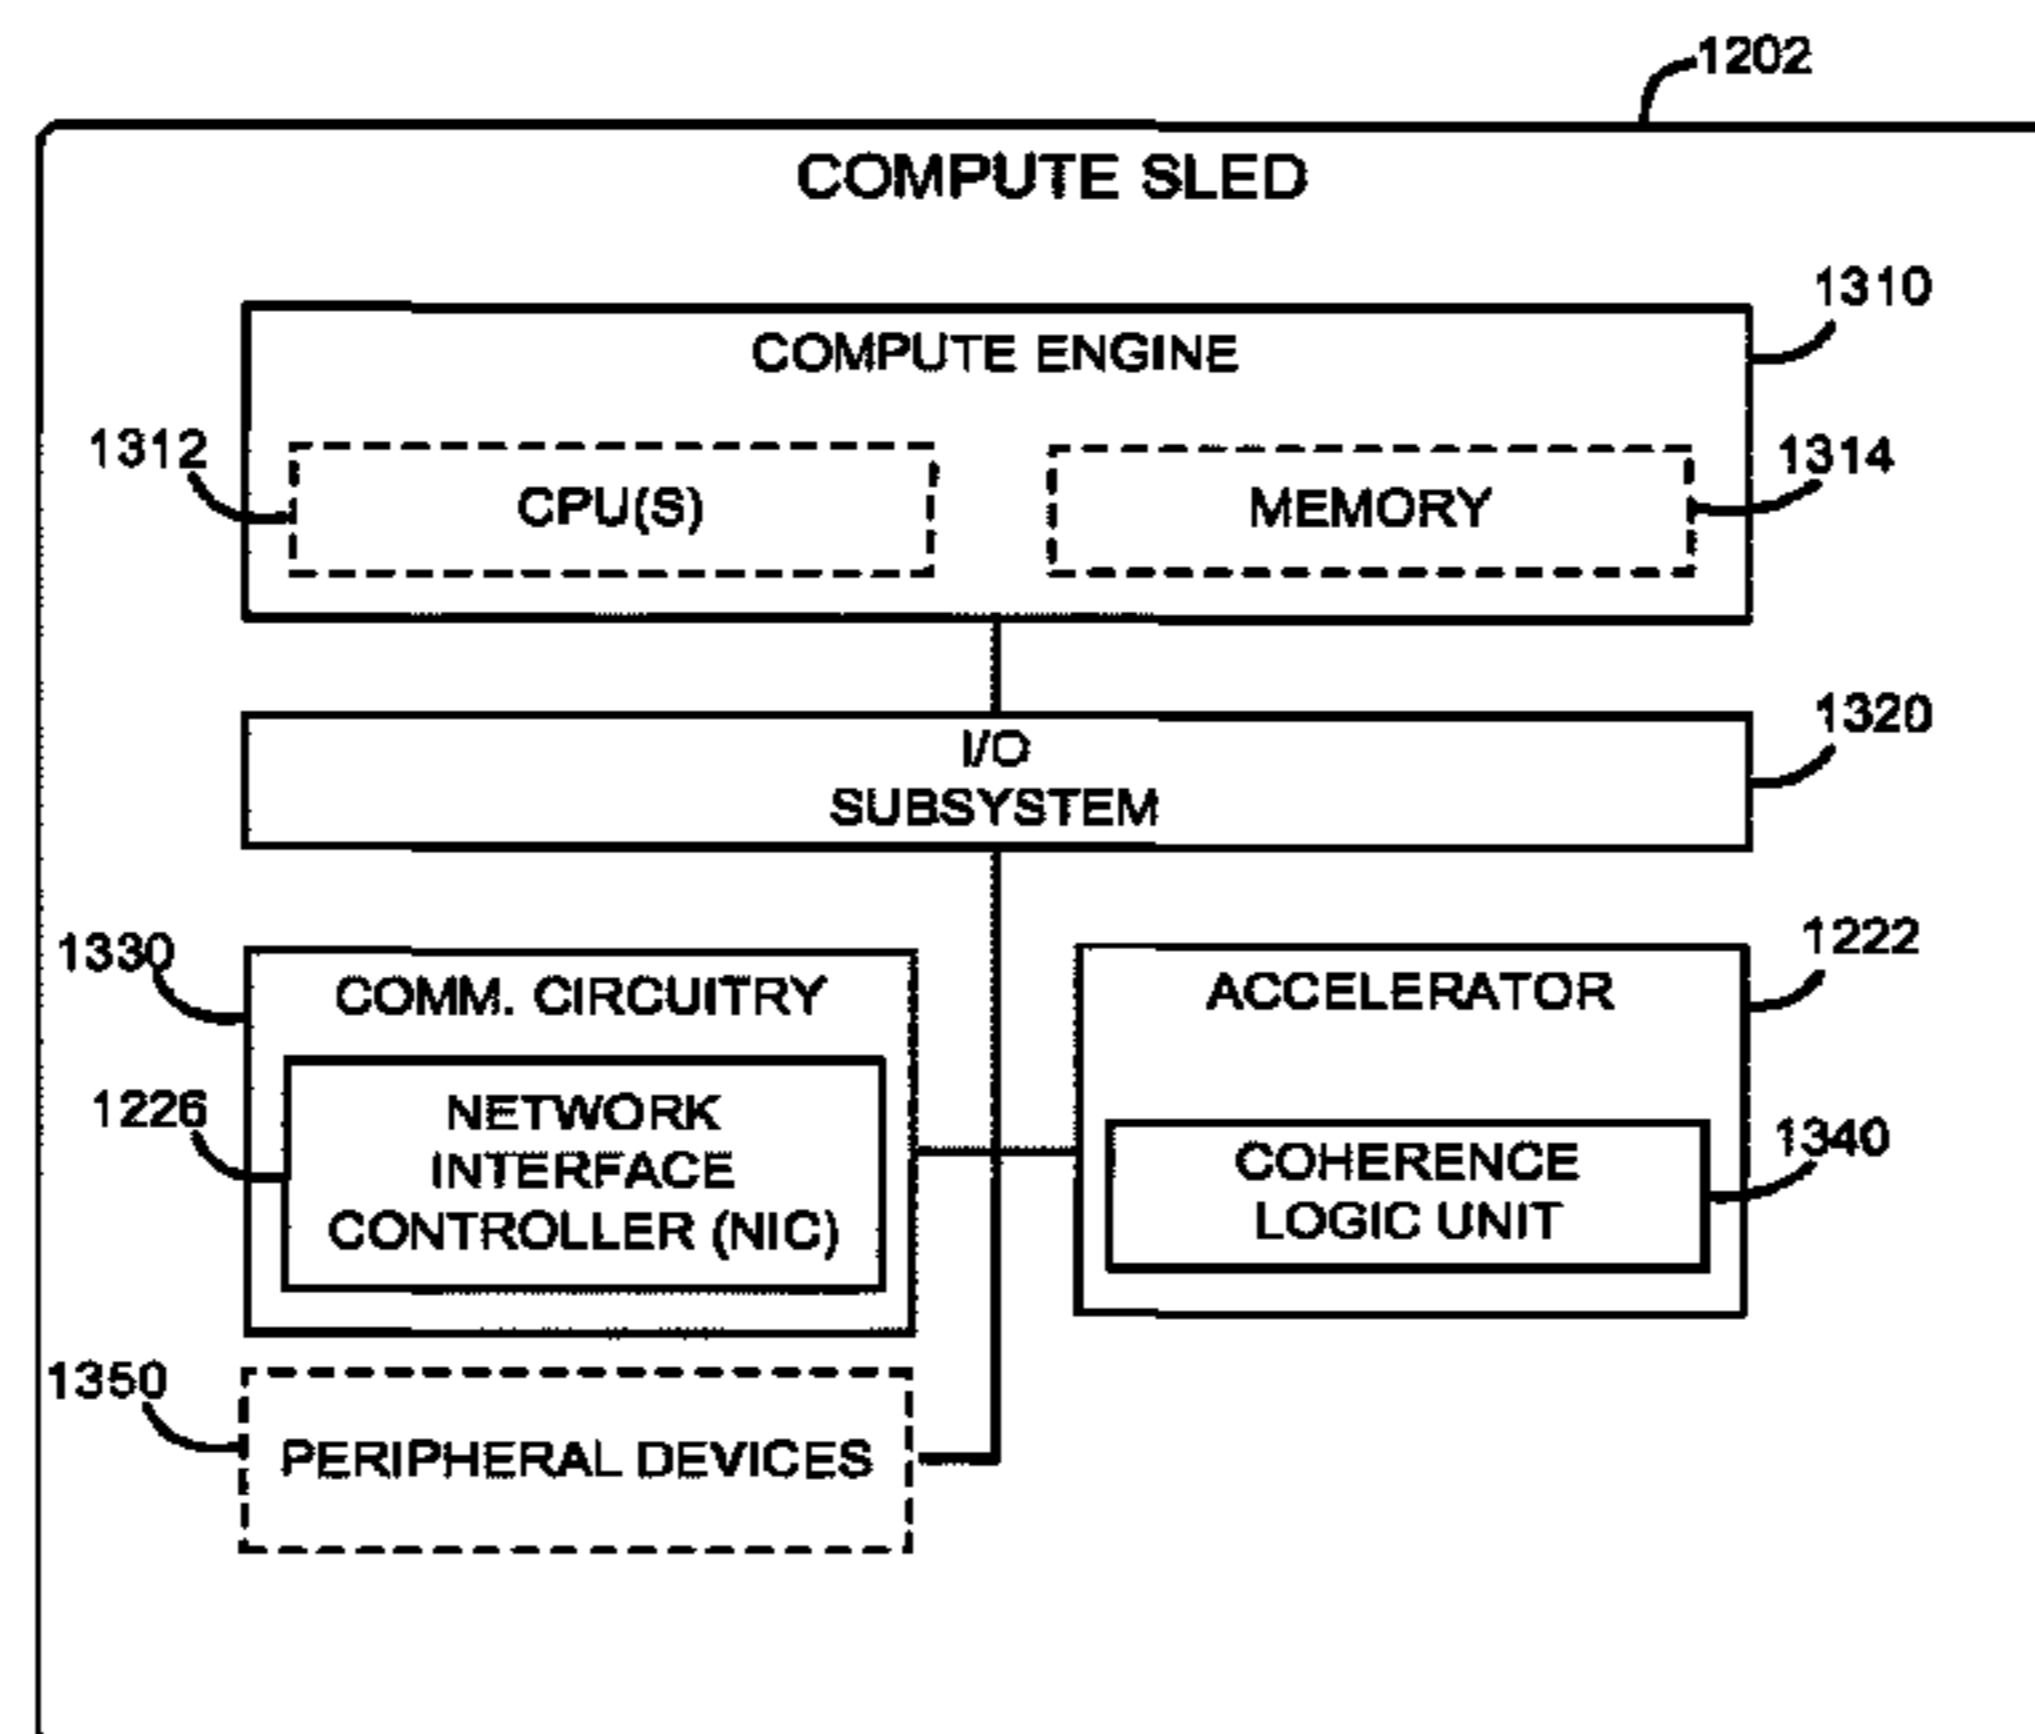 1202
COMPUTE SLED
1310
COMPUTE ENGINE
1312
CPU(S)
MEMORY
1314
1320
I/O
SUBSYSTEM
1330
COMM. CIRCUITRY
1226
NETWORK
INTERFACE
CONTROLLER (NIC)
1222
ACCELERATOR
1340
COHERENCE
LOGIC UNIT
1350
PERIPHERAL DEVICES